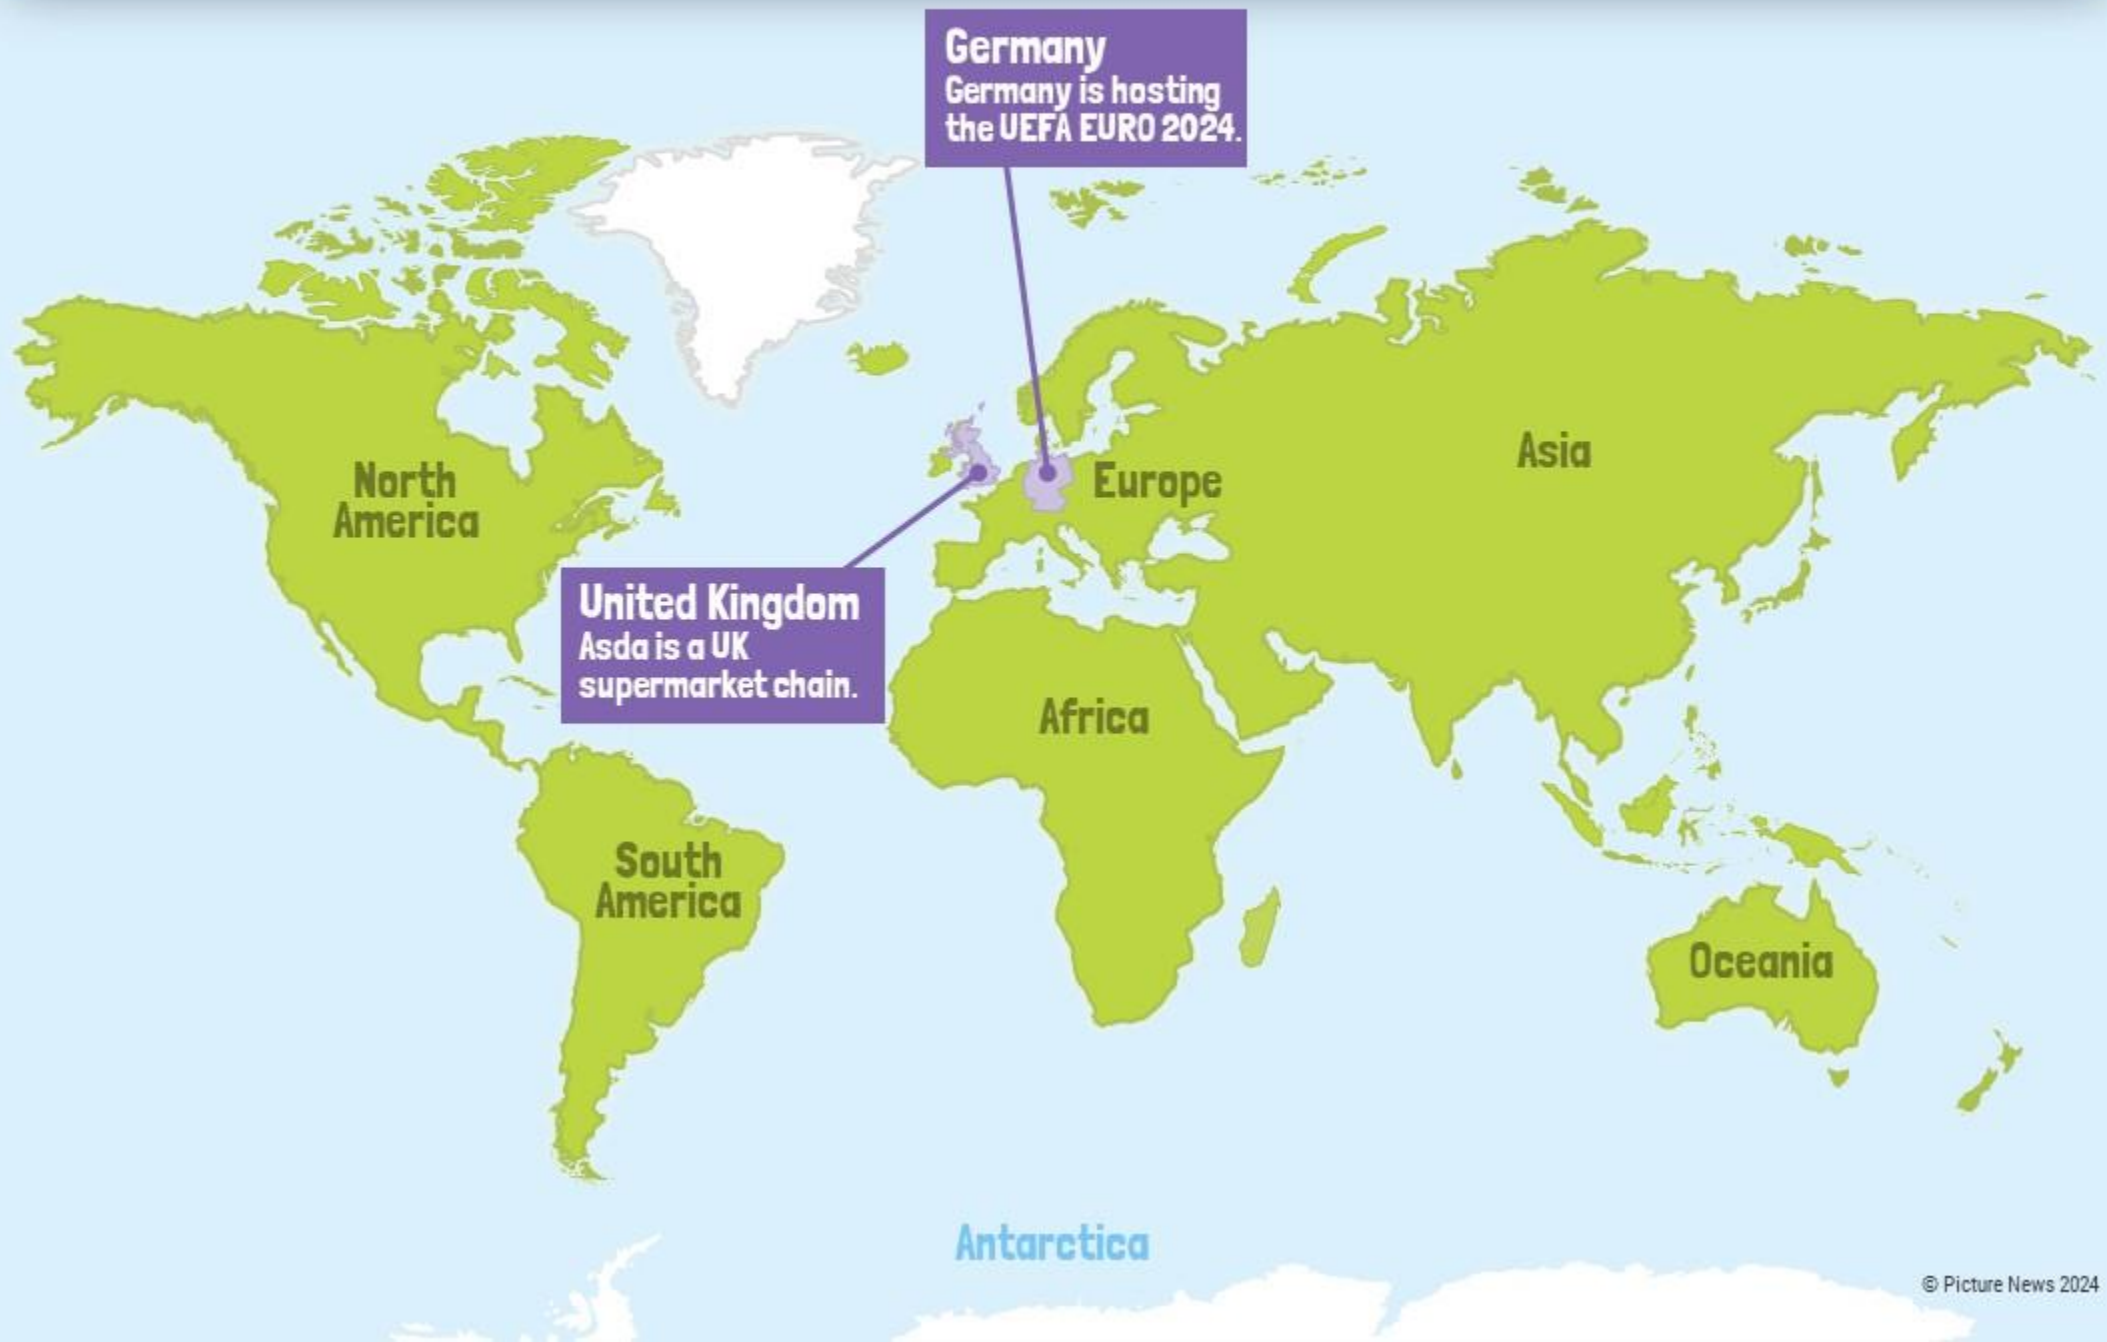 Germany
Germany is hosting
the UEFA EURO 2024.
North
America
Europe
Asia
United Kingdom
Asda is a UK
supermarket chain.
Africa
South
America
Oceania
Antarctica
© Picture News 2024